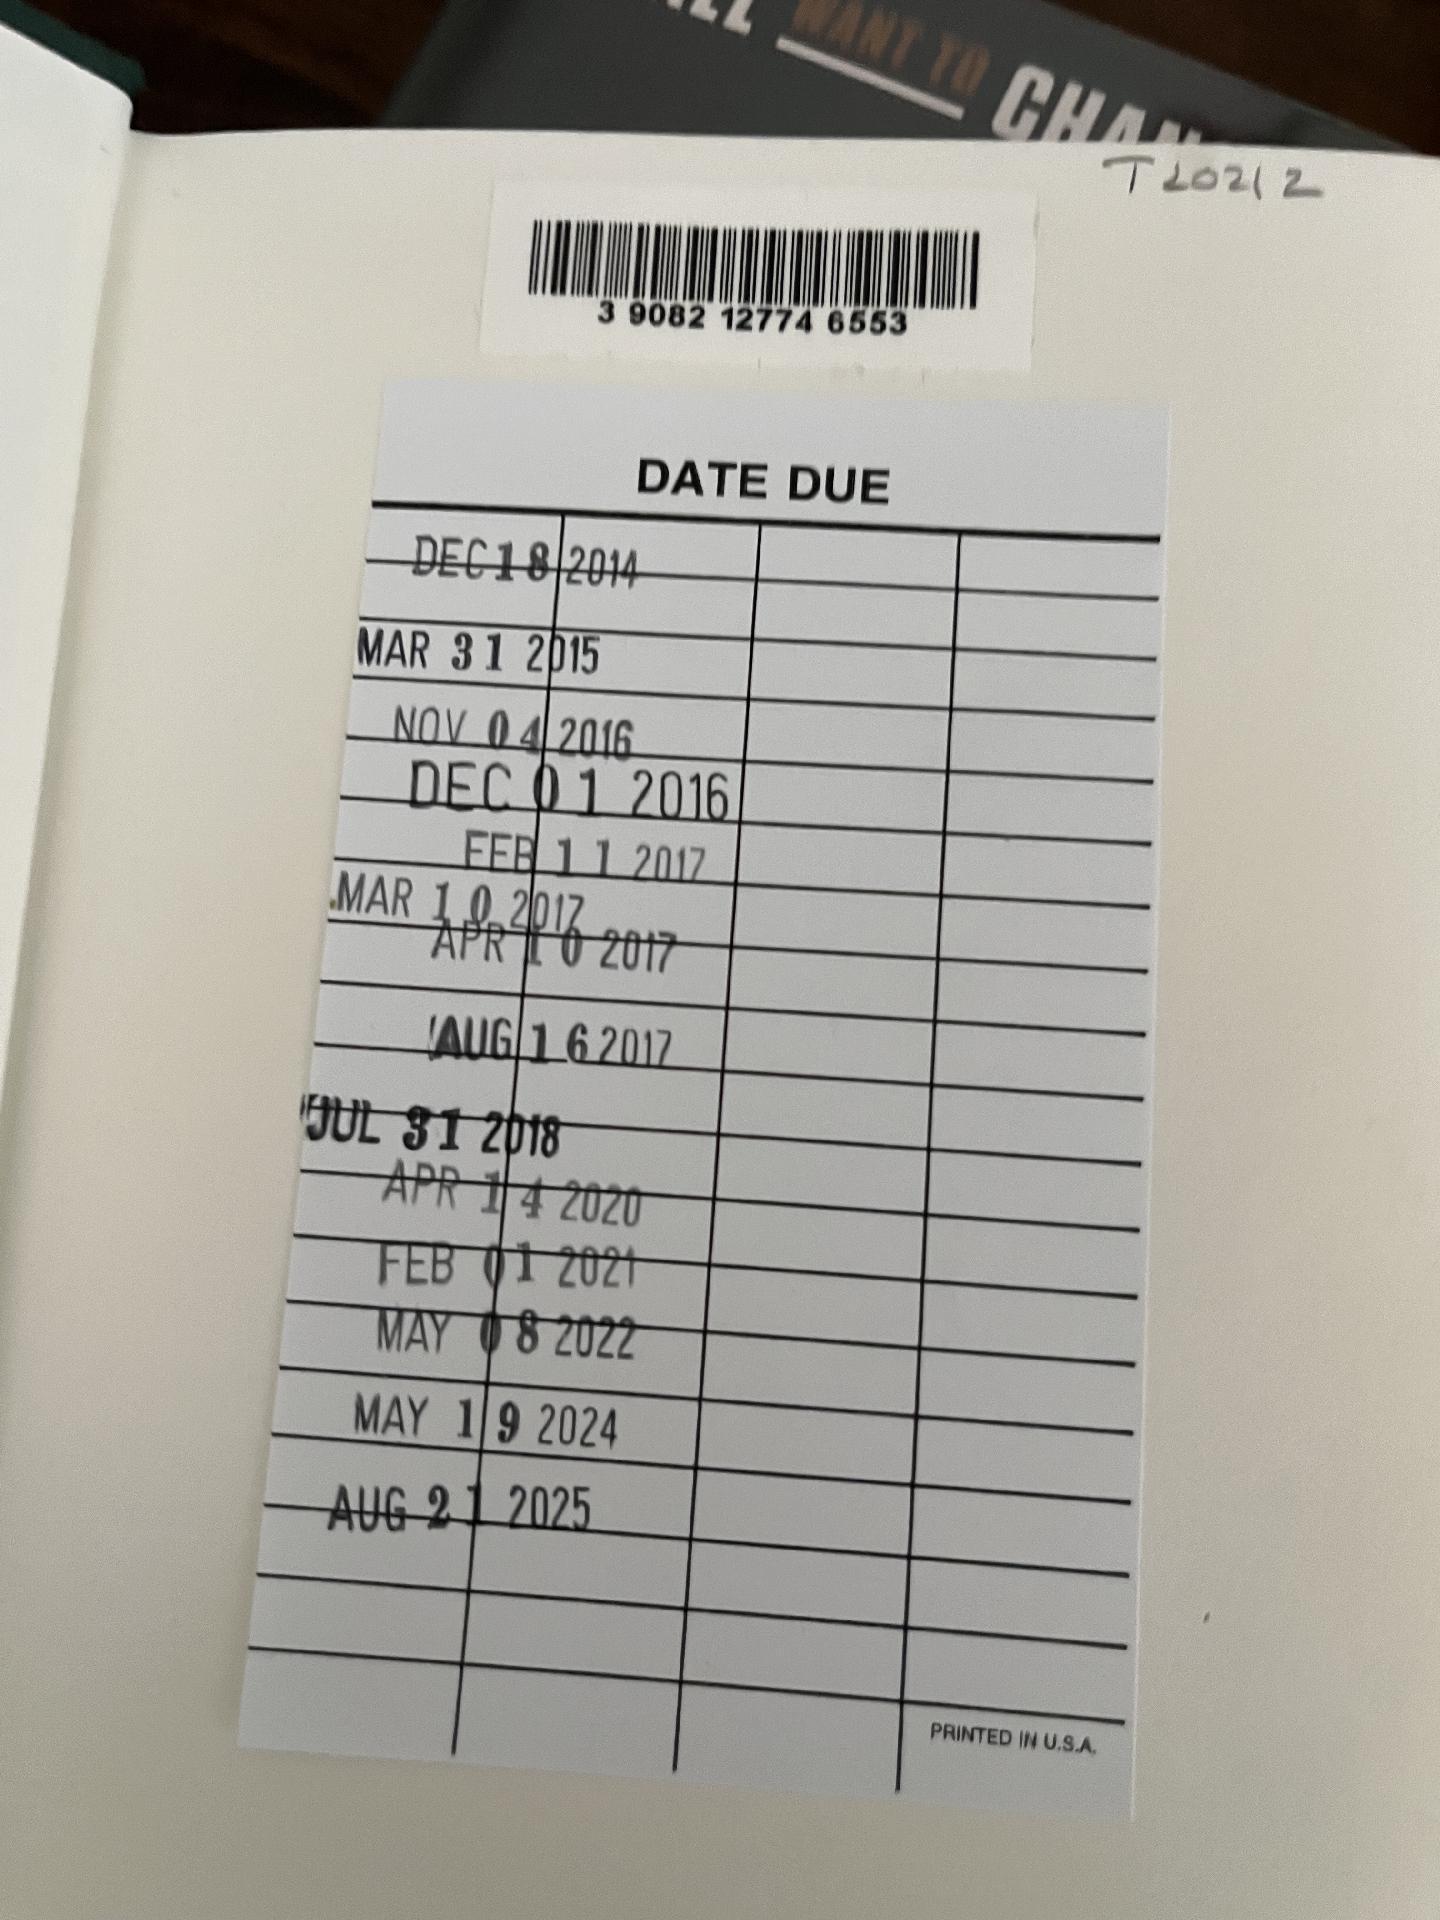 WANT TO
T20212
3 9082 12774 6553
DATE DUE
DEC 18 2014
MAR 31 2015
NOV 04 2016
DEC 01 2016
FEB 11 2017
MAR 10 2017
APR 10 2017
AUG 16 2017
JUL 31 2018
APR 14 2020
FEB 01 2021
MAY 08 2022
MAY 19 2024
AUG 21 2025
PRINTED IN U.S.A.